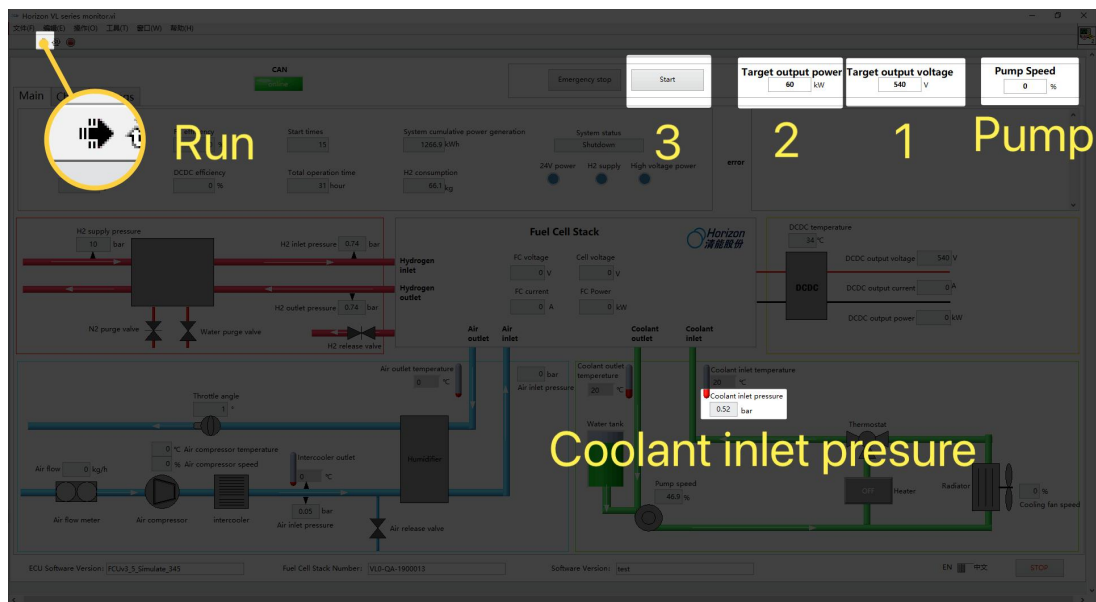 Horizon VL series monitor.vi
文件(F) 编辑(E) 操作(O) 工具(T) 窗口(W) 帮助(H)
CAN
Emergency stop
Start
Target output power
60 kW
Target output voltage
540 V
Pump Speed
0 %
Main
Run
3
2
1
Pump
Start times
15
System cumulative power generation
1266.9 kWh
System status
Shutdown
DCDC efficiency
0 %
Total operation time
31 hour
H2 consumption
66.1 kg
24V power H2 supply High voltage power
error
H2 supply pressure
10 bar
H2 inlet pressure 0.74 bar
Hydrogen inlet
Hydrogen outlet
H2 outlet pressure 0.74 bar
N2 purge valve
Water purge valve
H2 release valve
Fuel Cell Stack
Horizon
清能股份
FC voltage
0 V
Cell voltage
0 V
FC current
0 A
FC Power
0 kW
Air outlet
Air inlet
Coolant outlet
Coolant inlet
DCDC temperature
34 ℃
DCDC
DCDC output voltage 540 V
DCDC output current 0 A
DCDC output power 0 kW
Air outlet temperature
0 ℃
0 bar
Air inlet pressure
Throttle angle
1 °
0 ℃ Air compressor temperature
0 % Air compressor speed
Air flow 0 kg/h
Intercooler outlet
0 ℃
Humidifier
0.05 bar
Air inlet pressure
Air flow meter
Air compressor
intercooler
Air release valve
Coolant outlet temperature
20 ℃
Coolant inlet temperature
20 ℃
Coolant inlet pressure
0.52 bar
Coolant inlet presure
Water tank
Thermostat
Pump speed
46.8 %
OFF
Heater
Radiator
0 %
Cooling fan speed
ECU Software Version: FCUv3_5_Simulate_345
Fuel Cell Stack Number: VLII-QA-1900013
Software Version: test
EN 中文
STOP